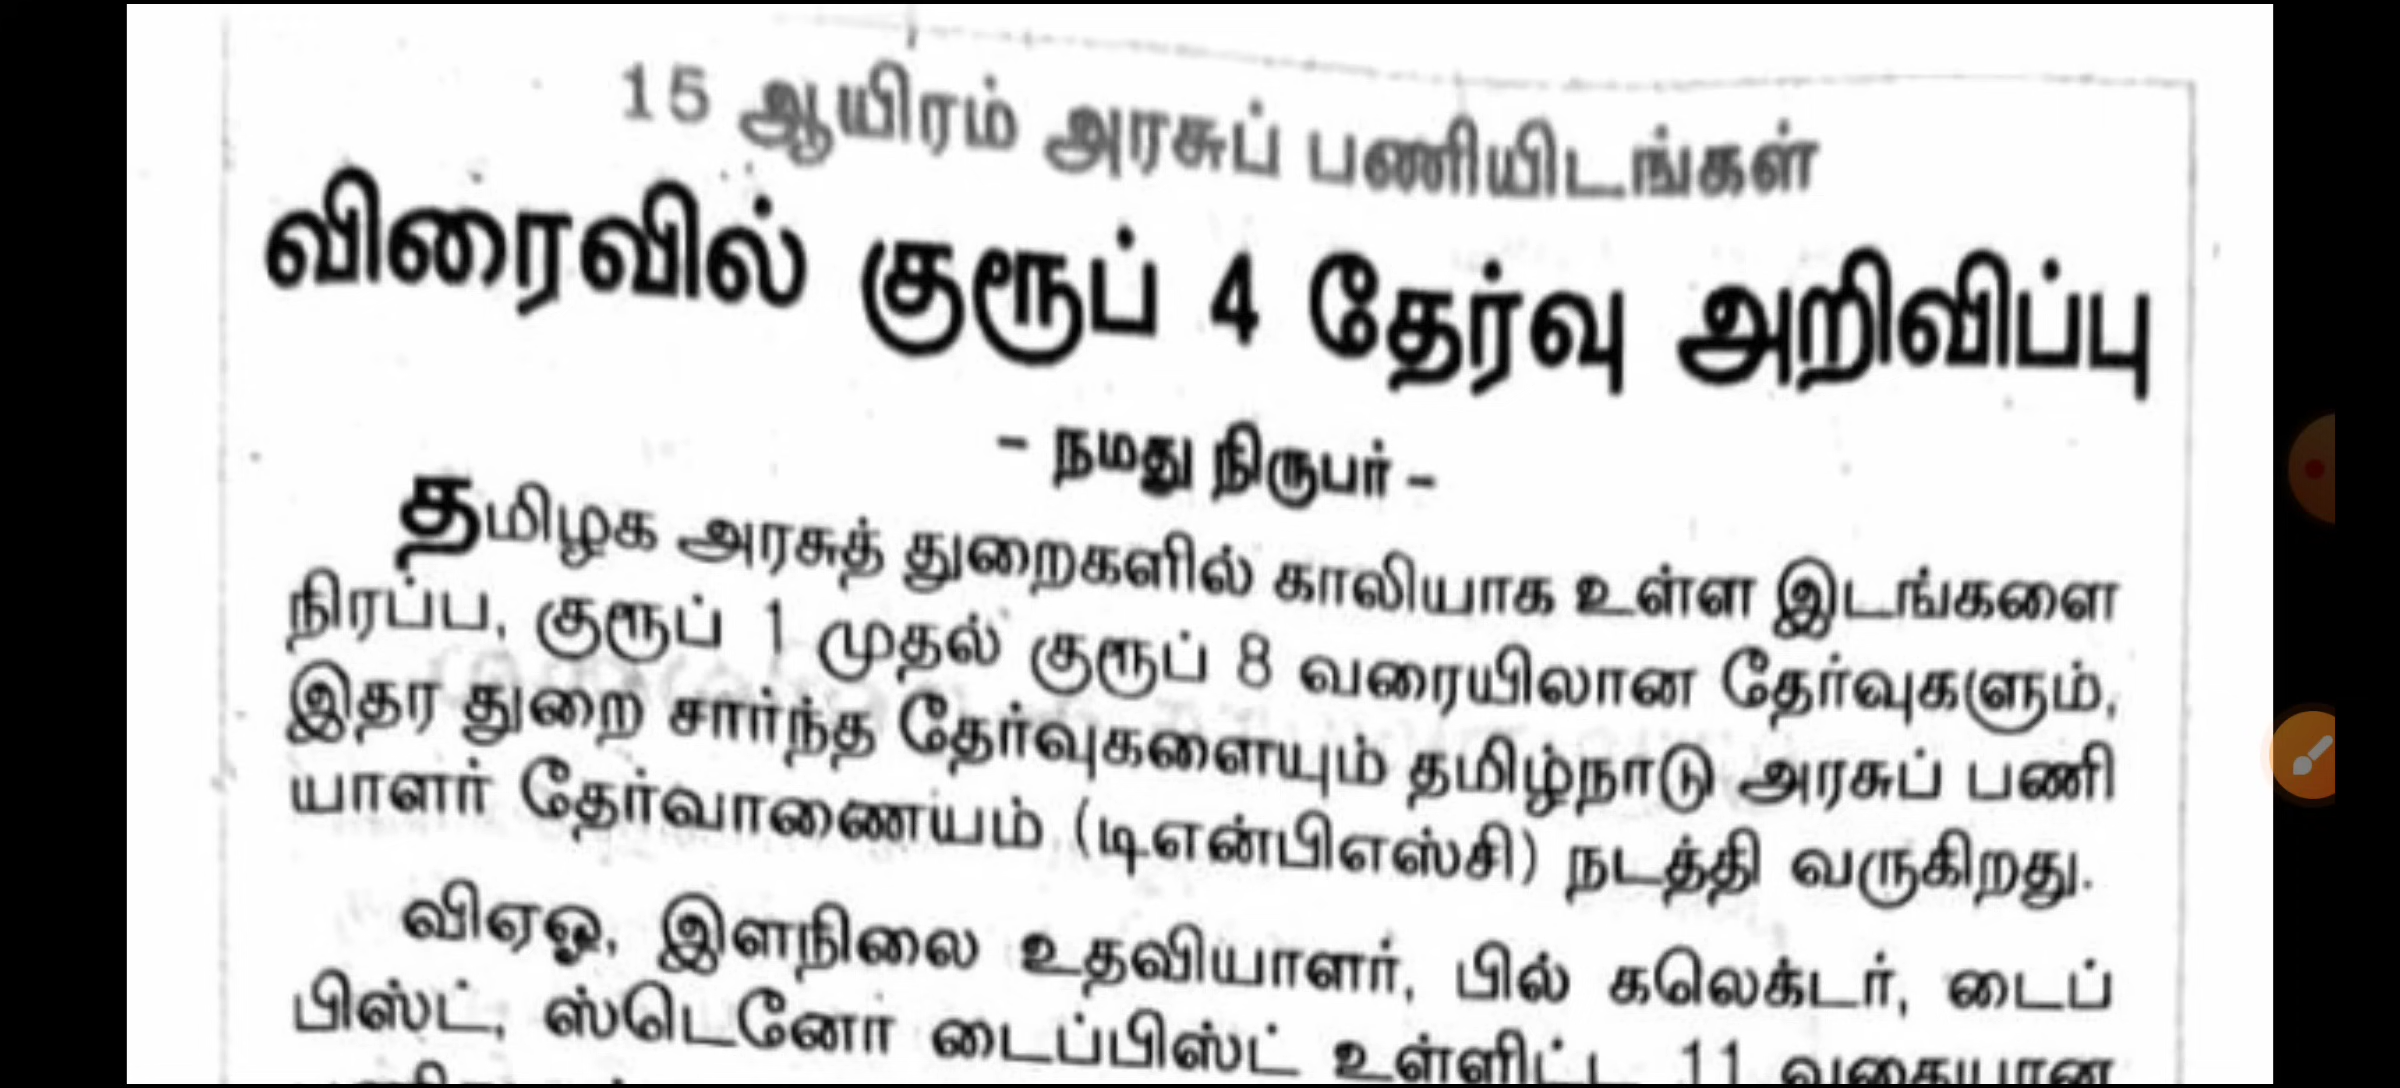 15 ஆயிரம் அரசுப் பணியிடங்கள்
விரைவில் குரூப் 4 தேர்வு அறிவிப்பு
- நமது நிருபர் -
தமிழக அரசுத் துறைகளில் காலியாக உள்ள இடங்களை
நிரப்ப, குரூப் 1 முதல் குரூப் 8 வரையிலான தேர்வுகளும்,
இதர துறை சார்ந்த தேர்வுகளையும் தமிழ்நாடு அரசுப் பணி
யாளர் தேர்வாணையம் (டிஎன்பிஎஸ்சி) நடத்தி வருகிறது.
விஏஓ, இளநிலை உதவியாளர், பில் கலெக்டர், டைப்
பிஸ்ட், ஸ்டெனோ டைப்பிஸ்ட் உள்ளிட்ட 11 வகையான